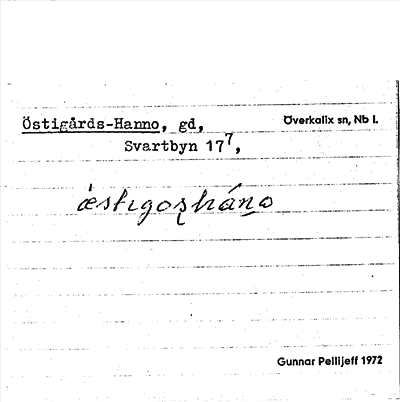 Östigårds-Hanno, gd, Överkalix sn, Nb l.
Svartbyn 17⁷,
Gunnar Pellijeff 1972